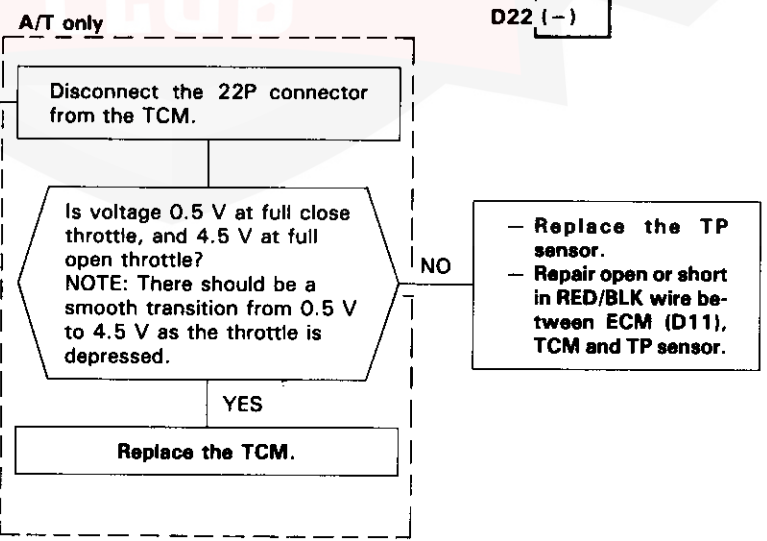 A/T only
D22 (−)
Disconnect the 22P connector
from the TCM.
Is voltage 0.5 V at full close
throttle, and 4.5 V at full
open throttle?
NOTE: There should be a
smooth transition from 0.5 V
to 4.5 V as the throttle is
depressed.
NO
— Replace the TP
sensor.
— Repair open or short
in RED/BLK wire be-
tween ECM (D11),
TCM and TP sensor.
YES
Replace the TCM.